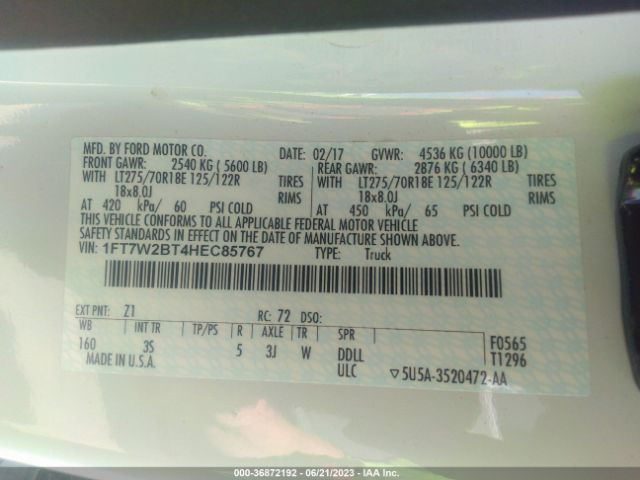 MFD. BY FORD MOTOR CO. DATE: 02/17 GVWR: 4536 KG (10000 LB)
FRONT GAWR: 2540 KG ( 5600 LB) REAR GAWR: 2876 KG ( 6340 LB)
WITH LT275/70R18E 125/122R TIRES WITH LT275/70R18E 125/122R TIRES
18x8.0J RIMS 18x8.0J RIMS
AT 420 kPa/ 60 PSI COLD AT 450 kPa/ 65 PSI COLD
THIS VEHICLE CONFORMS TO ALL APPLICABLE FEDERAL MOTOR VEHICLE
SAFETY STANDARDS IN EFFECT ON THE DATE OF MANUFACTURE SHOWN ABOVE.
VIN: 1FT7W2BT4HEC85767 TYPE: Truck
EXT PNT: Z1 RC: 72 DSO:
WB INT TR TP/PS R AXLE TR SPR
160 3S 5 3J W DDLL F0565
MADE IN U.S.A. ULC T1296
▽5U5A-3520472-AA
000-36872192 - 06/21/2023 - IAA Inc.